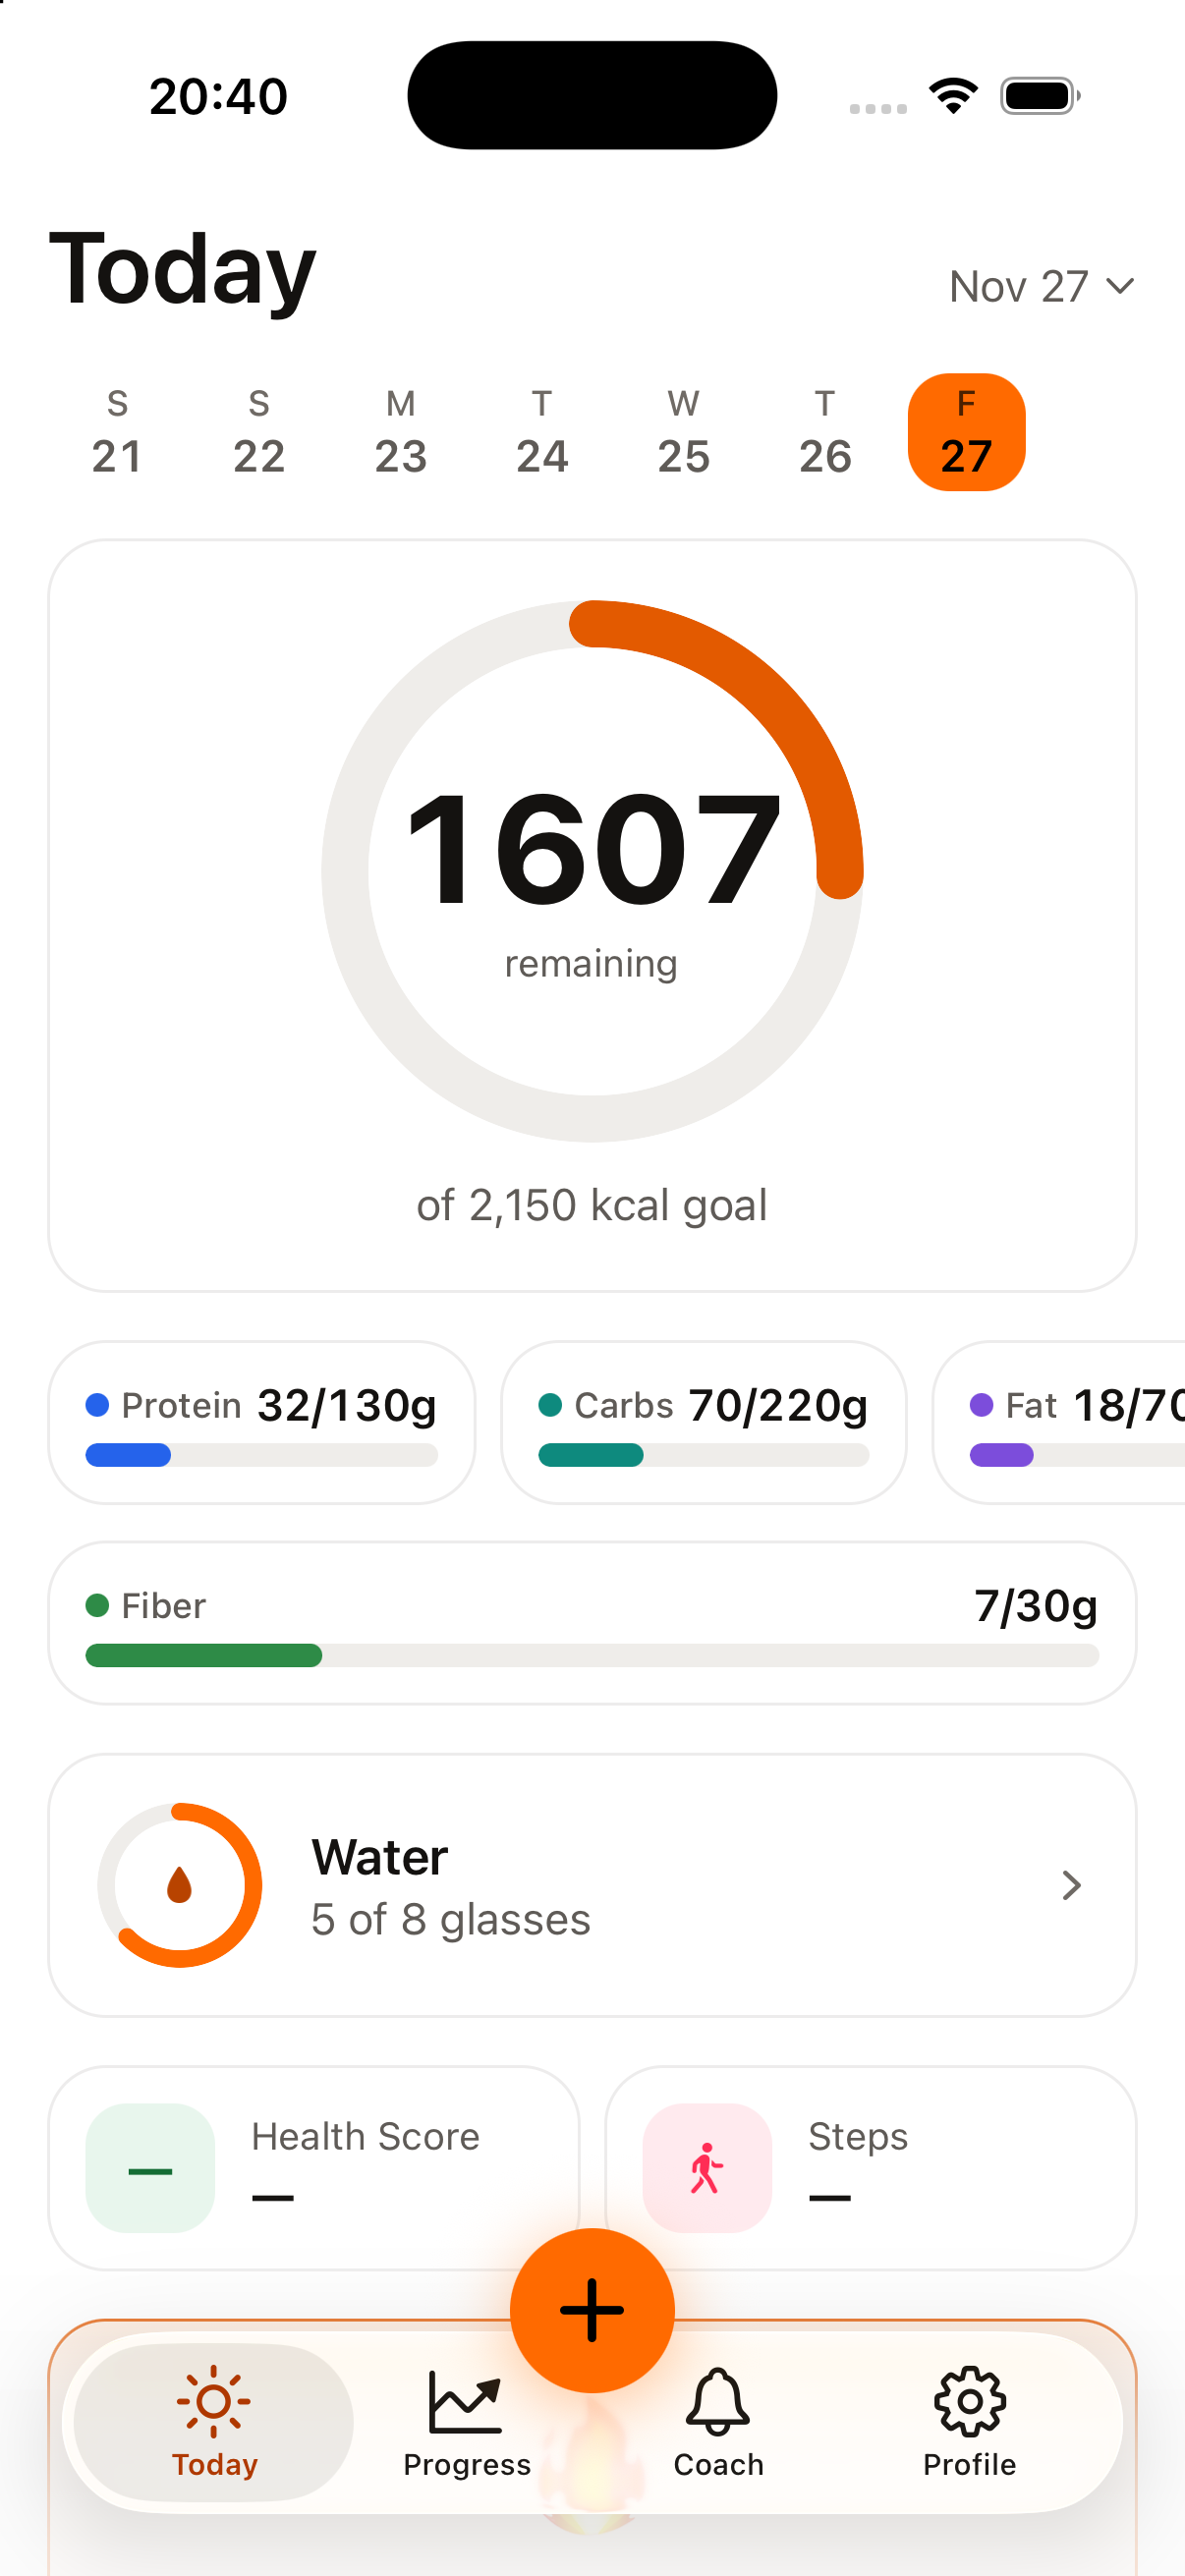 20:40
Today
Nov 27
S S M T W T F
21 22 23 24 25 26 27
1607
remaining
of 2,150 kcal goal
Protein 32/130g
Carbs 70/220g
Fat 18/70
Fiber 7/30g
Water
5 of 8 glasses
Health Score
—
Steps
—
Today
Progress
Coach
Profile